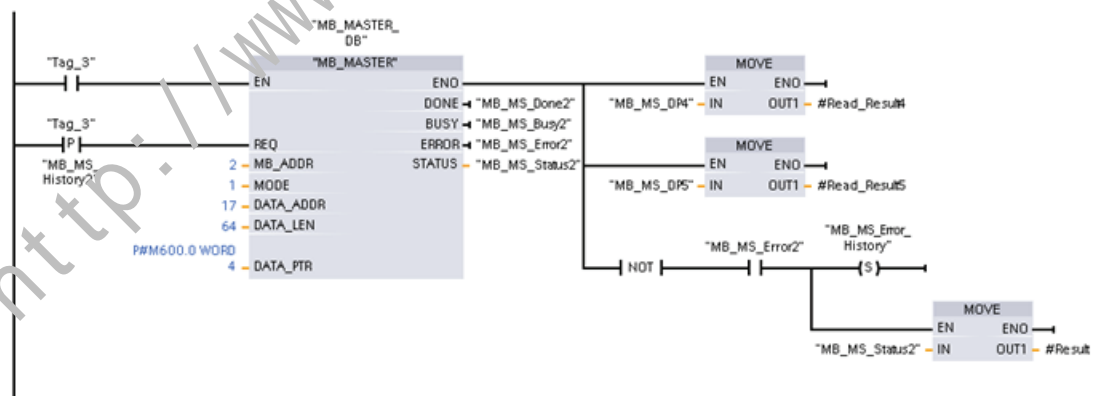 "MB_MASTER_
DB"
"Tag_3"
"MB_MASTER"
EN
ENO
DONE
"MB_MS_Done2"
BUSY
"MB_MS_Busy2"
"Tag_3"
P
"MB_MS_
History2"
REQ
ERROR
"MB_MS_Error2"
2
MB_ADDR
STATUS
"MB_MS_Status2"
1
MODE
17
DATA_ADDR
64
DATA_LEN
P#M600.0 WORD
4
DATA_PTR
MOVE
EN
ENO
"MB_MS_DP4"
IN
OUT1
#Read_Result4
MOVE
EN
ENO
"MB_MS_DP5"
IN
OUT1
#Read_Result5
NOT
"MB_MS_Error2"
"MB_MS_Error_
History"
S
MOVE
EN
ENO
"MB_MS_Status2"
IN
OUT1
#Result
http://www